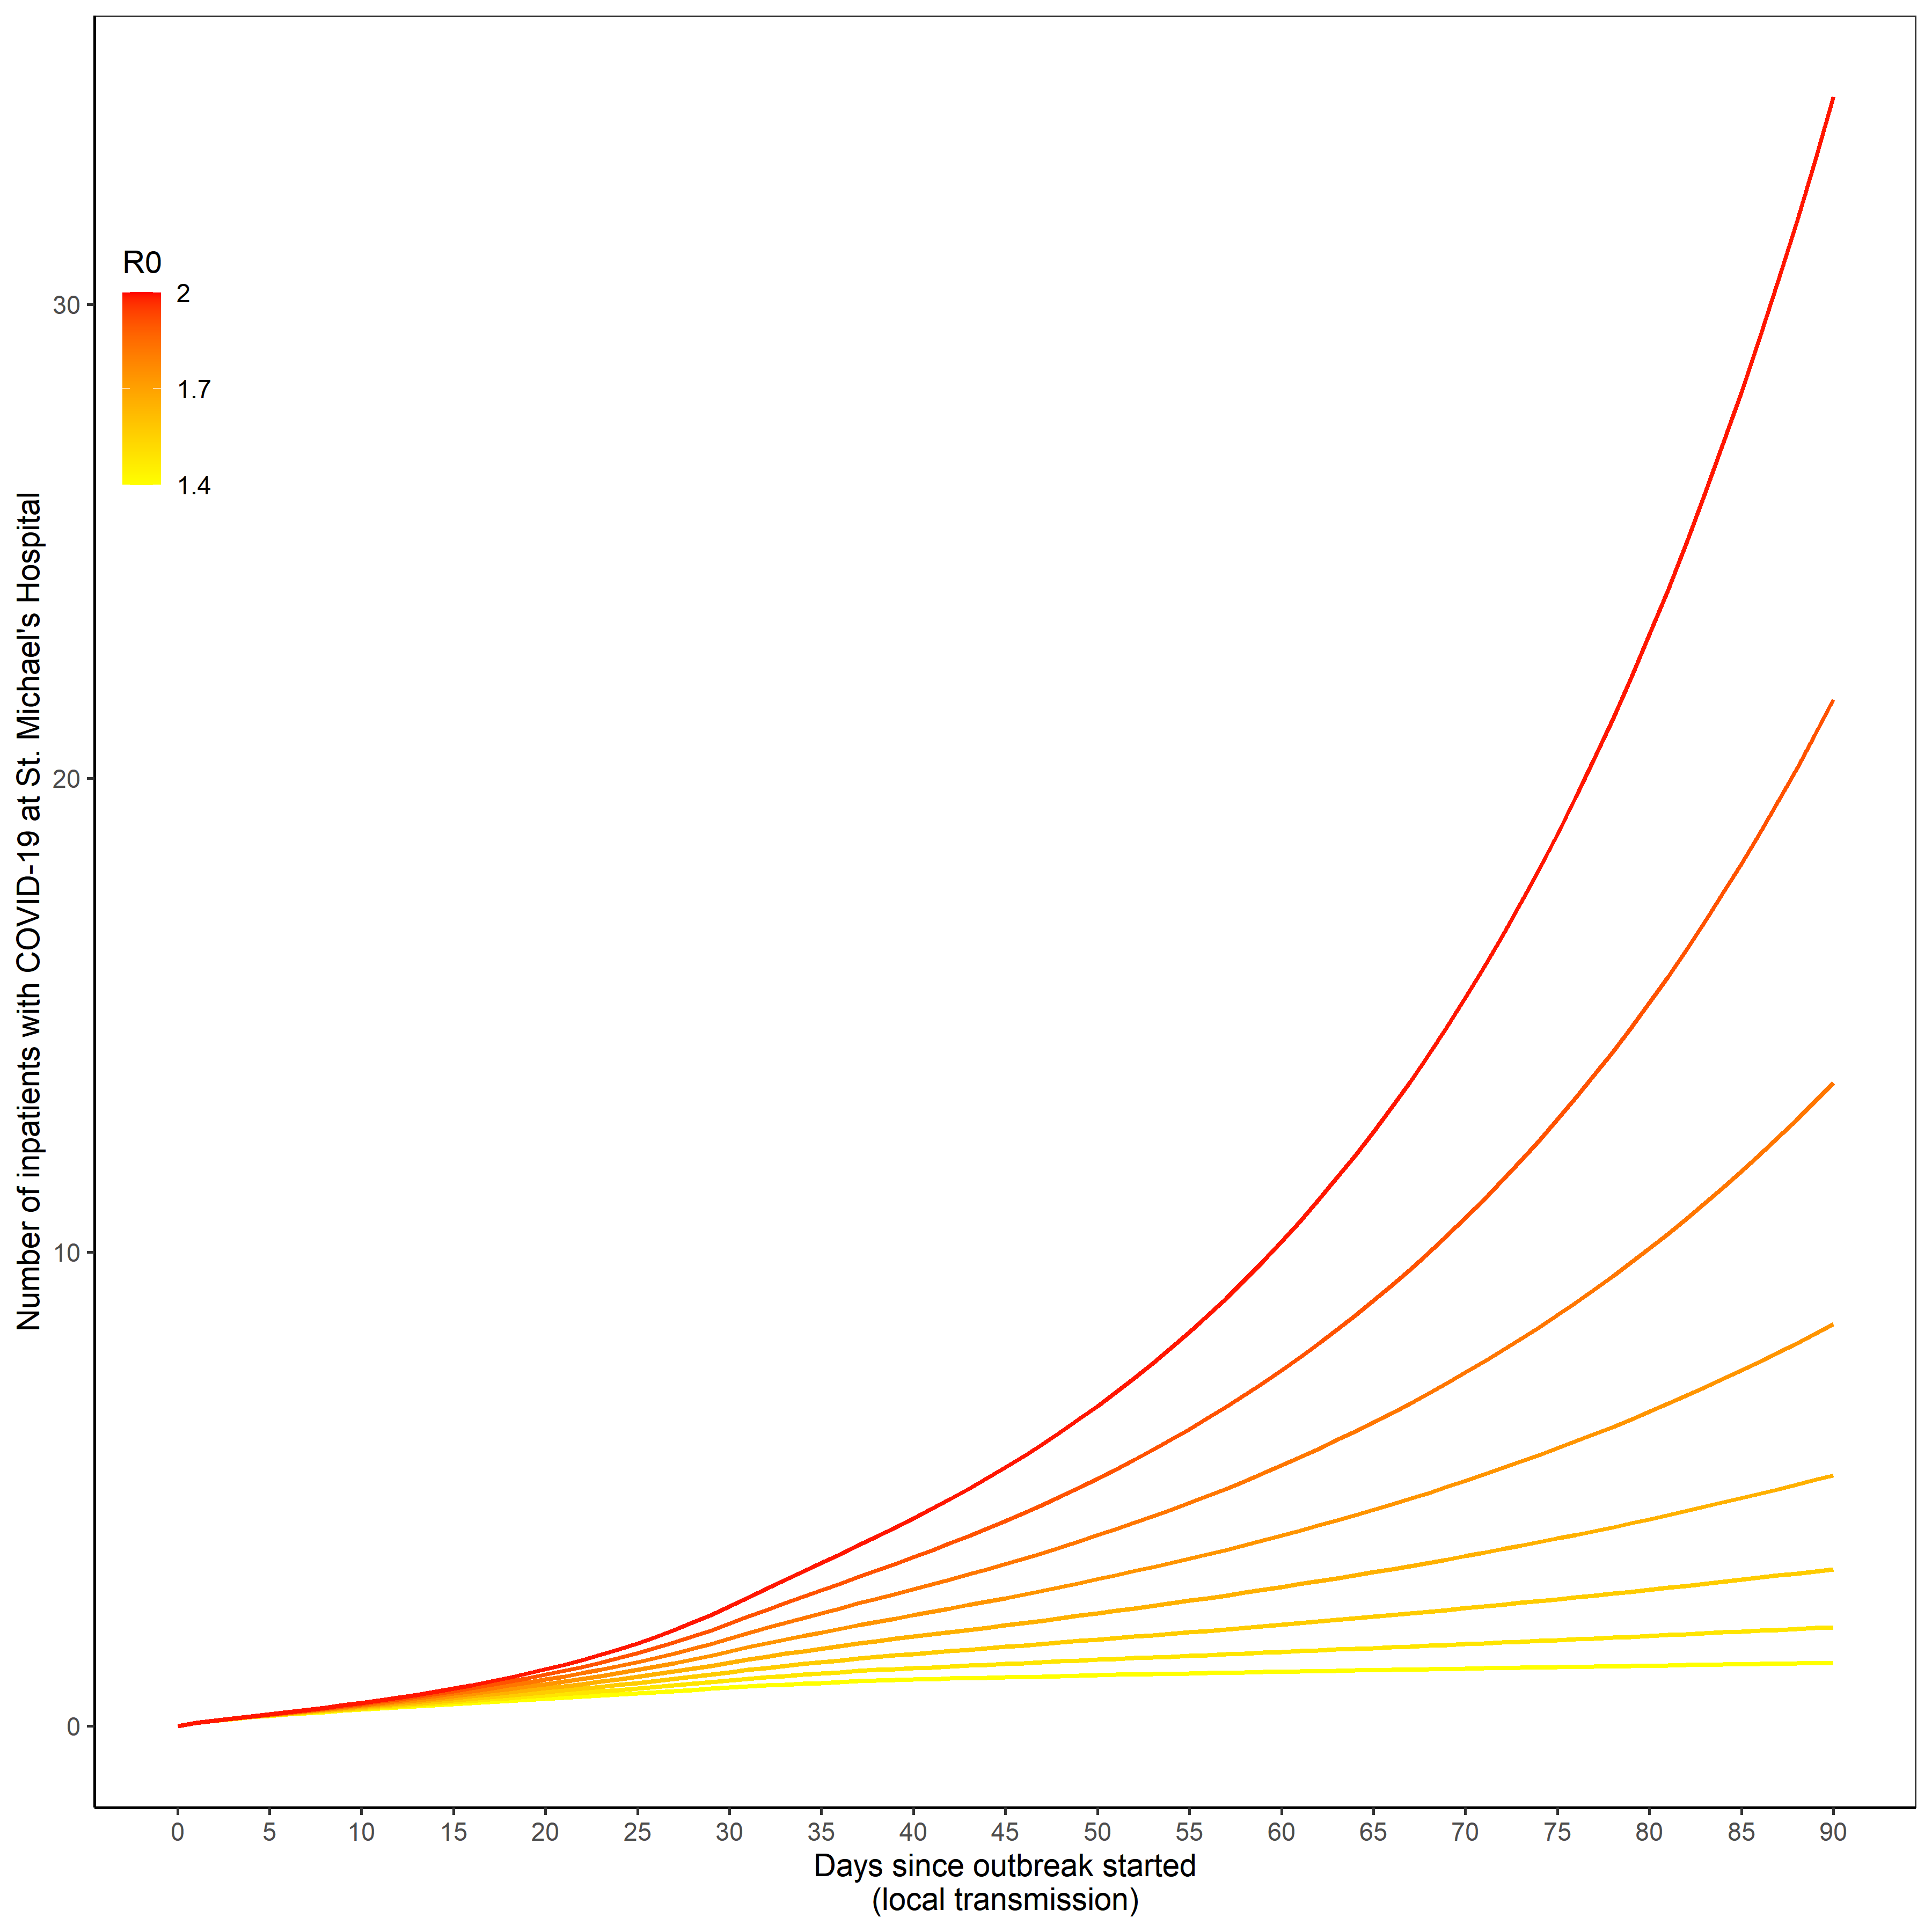 Number of inpatients with COVID-19 at St. Michael's Hospital
30
20
10
0
R0
2
1.7
1.4
0 5 10 15 20 25 30 35 40 45 50 55 60 65 70 75 80 85 90
Days since outbreak started
(local transmission)